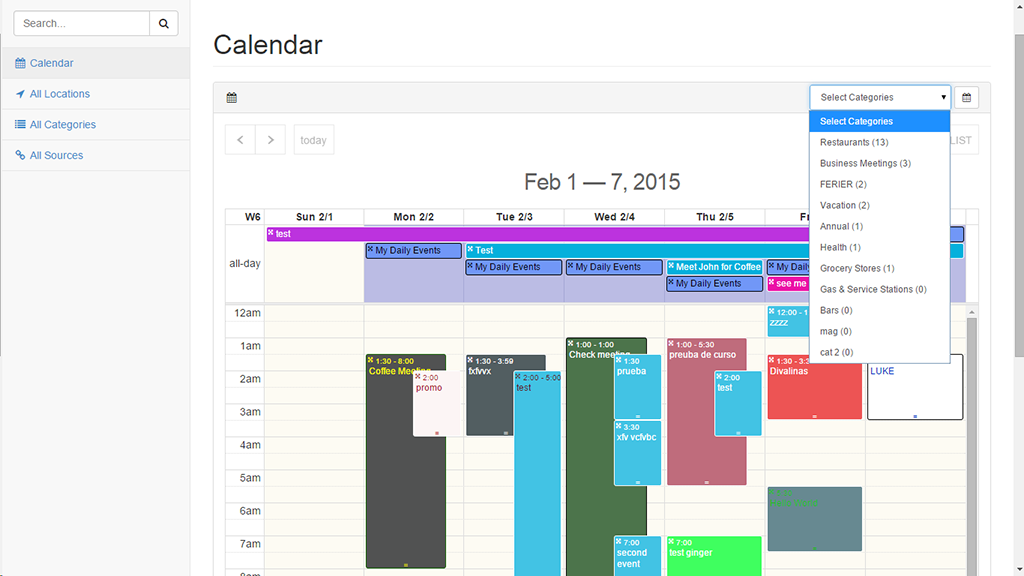 Search...
Calendar
All Locations
All Categories
All Sources
Calendar
Select Categories
Select Categories
Restaurants (13)
Business Meetings (3)
FERIER (2)
Vacation (2)
Annual (1)
Health (1)
Grocery Stores (1)
Gas & Service Stations (0)
Bars (0)
mag (0)
cat 2 (0)
today
LIST
Feb 1 — 7, 2015
W6 Sun 2/1 Mon 2/2 Tue 2/3 Wed 2/4 Thu 2/5
all-day
test
My Daily Events
Test
My Daily Events
My Daily Events
Meet John for Coffee
My Daily Events
see me
12am
1am
2am
3am
4am
5am
6am
7am
1:30 - 8:00
Coffee Meeting
2:00
promo
1:30 - 3:59
fxfvvx
2:00 - 5:00
test
1:00 - 1:00
Check meeting
1:30
prueba
3:30
xfv vcfvbc
7:00
second
event
1:00 - 5:30
preuba de curso
2:00
test
7:00
test ginger
12:00 - 1
zzzz
1:30 - 3:3
Divalinas
LUKE